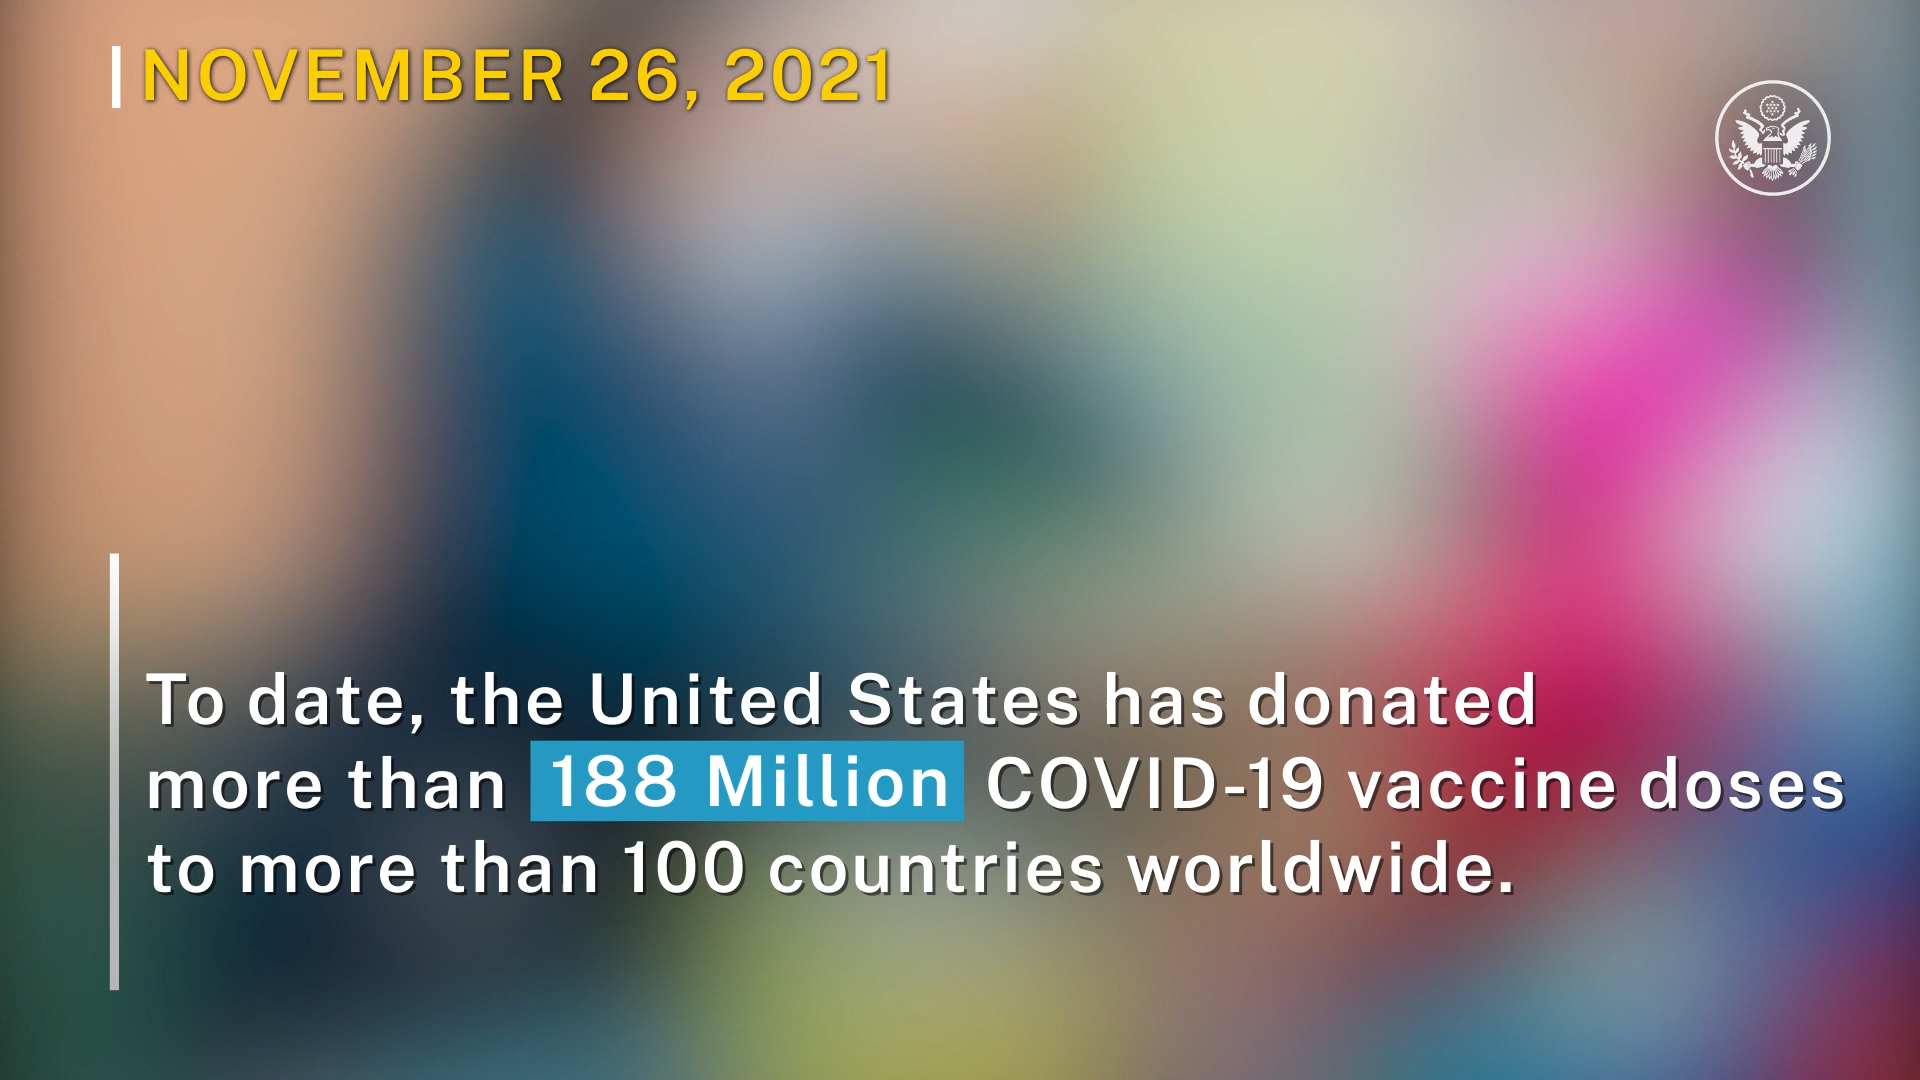 NOVEMBER 26, 2021
To date, the United States has donated
more than 188 Million COVID-19 vaccine doses
to more than 100 countries worldwide.